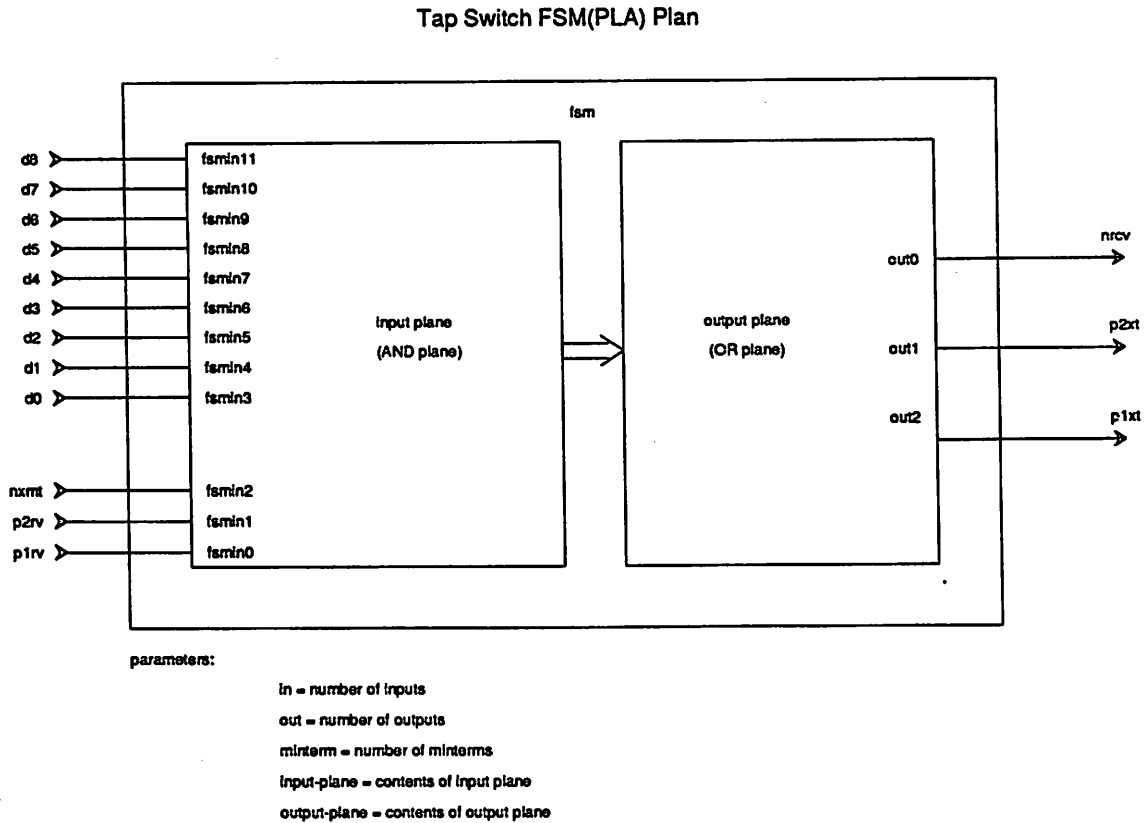 Tap Switch FSM(PLA) Plan
fsm
d8 fsmin11
d7 fsmin10
d6 fsmin9
d5 fsmin8
d4 fsmin7
d3 fsmin6
d2 fsmin5
d1 fsmin4
d0 fsmin3
nxmt fsmin2
p2rv fsmin1
p1rv fsmin0
input plane
(AND plane)
output plane
(OR plane)
out0 nrcv
out1 p2xt
out2 p1xt
parameters:
in = number of inputs
out = number of outputs
minterm = number of minterms
input-plane = contents of input plane
output-plane = contents of output plane